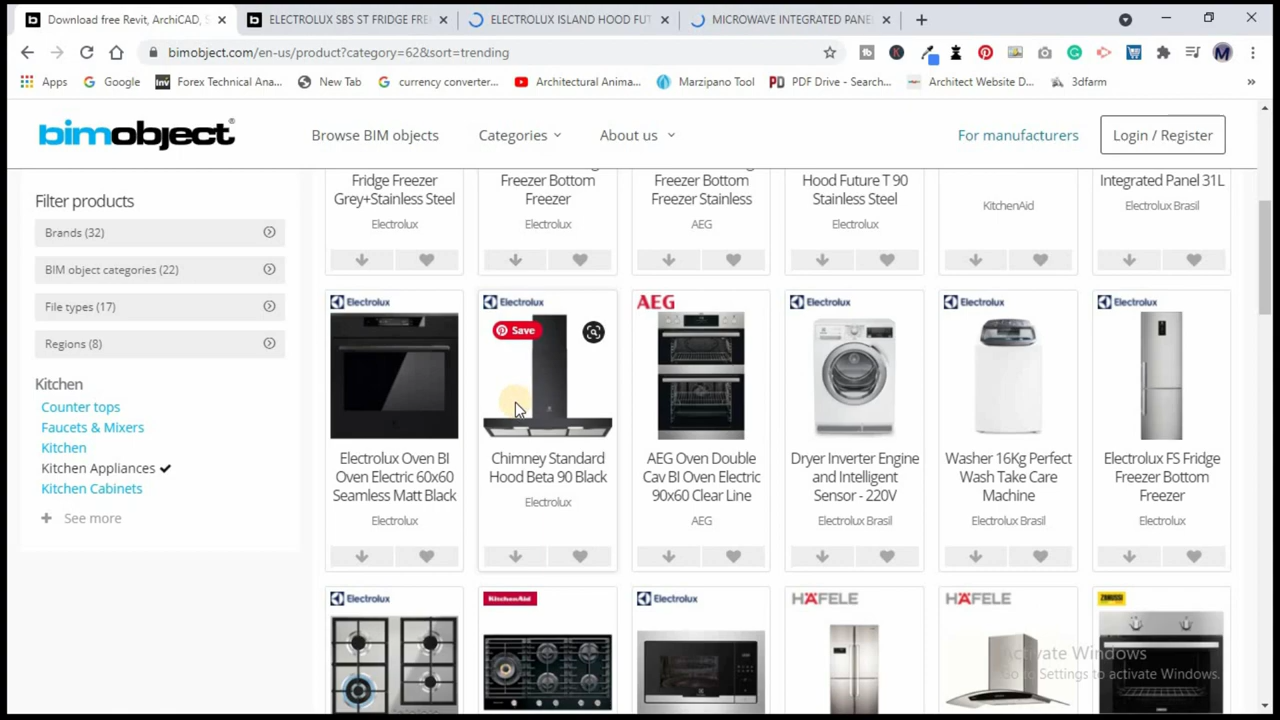 Download free Revit, ArchiCAD, S
ELECTROLUX SBS ST FRIDGE FRE
ELECTROLUX ISLAND HOOD FUT
MICROWAVE INTEGRATED PANE
bimobject.com/en-us/product?category=62&sort=trending
Apps
Google
Inv Forex Technical Ana...
New Tab
currency converter...
Architectural Anima...
Marzipano Tool
PD PDF Drive - Search...
Architect Website D...
3dfarm
»
bimobject®
Browse BIM objects
Categories
About us
For manufacturers
Login / Register
Filter products
Brands (32)
BIM object categories (22)
File types (17)
Regions (8)
Kitchen
Counter tops
Faucets & Mixers
Kitchen
Kitchen Appliances
Kitchen Cabinets
See more
Fridge Freezer
Grey+Stainless Steel
Electrolux
Freezer Bottom
Freezer
Electrolux
Freezer Bottom
Freezer Stainless
AEG
Hood Future T 90
Stainless Steel
Electrolux
KitchenAid
Integrated Panel 31L
Electrolux Brasil
Electrolux
Electrolux Oven BI
Oven Electric 60x60
Seamless Matt Black
Electrolux
Electrolux
Save
Chimney Standard
Hood Beta 90 Black
Electrolux
AEG
AEG Oven Double
Cav BI Oven Electric
90x60 Clear Line
AEG
Electrolux
Dryer Inverter Engine
and Intelligent
Sensor - 220V
Electrolux Brasil
Electrolux
Washer 16Kg Perfect
Wash Take Care
Machine
Electrolux Brasil
Electrolux
Electrolux FS Fridge
Freezer Bottom
Freezer
Electrolux
Electrolux
KitchenAid
Electrolux
HÄFELE
HÄFELE
ZANUSSI
Activate Windows
Go to Settings to activate Windows.